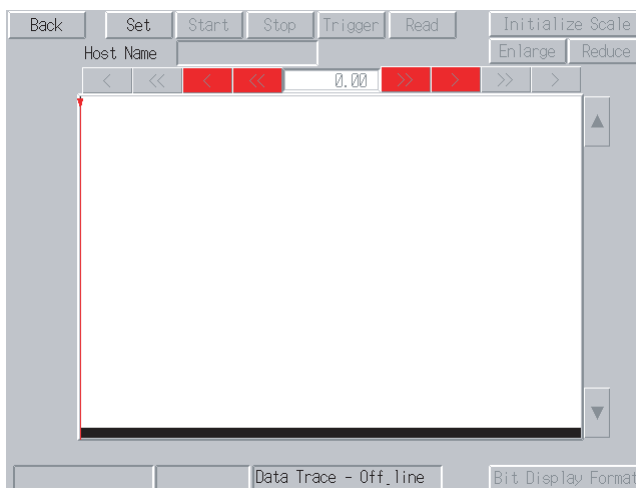 Back Set Start Stop Trigger Read Initialize Scale
Host Name Enlarge Reduce
< << < << 0.00 >> > >> >
▲
▼
Data Trace - Off_line Bit Display Format